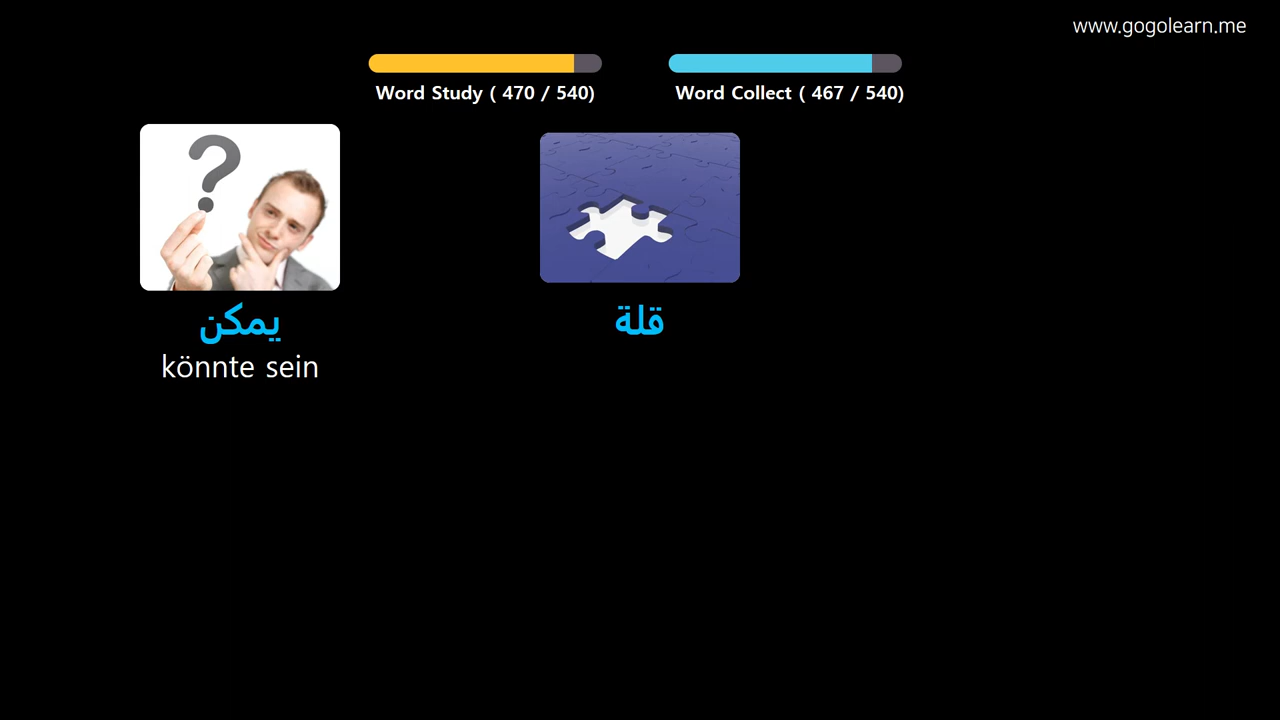 www.gogolearn.me
Word Study ( 470 / 540)
Word Collect ( 467 / 540)
يمكن
könnte sein
قلة